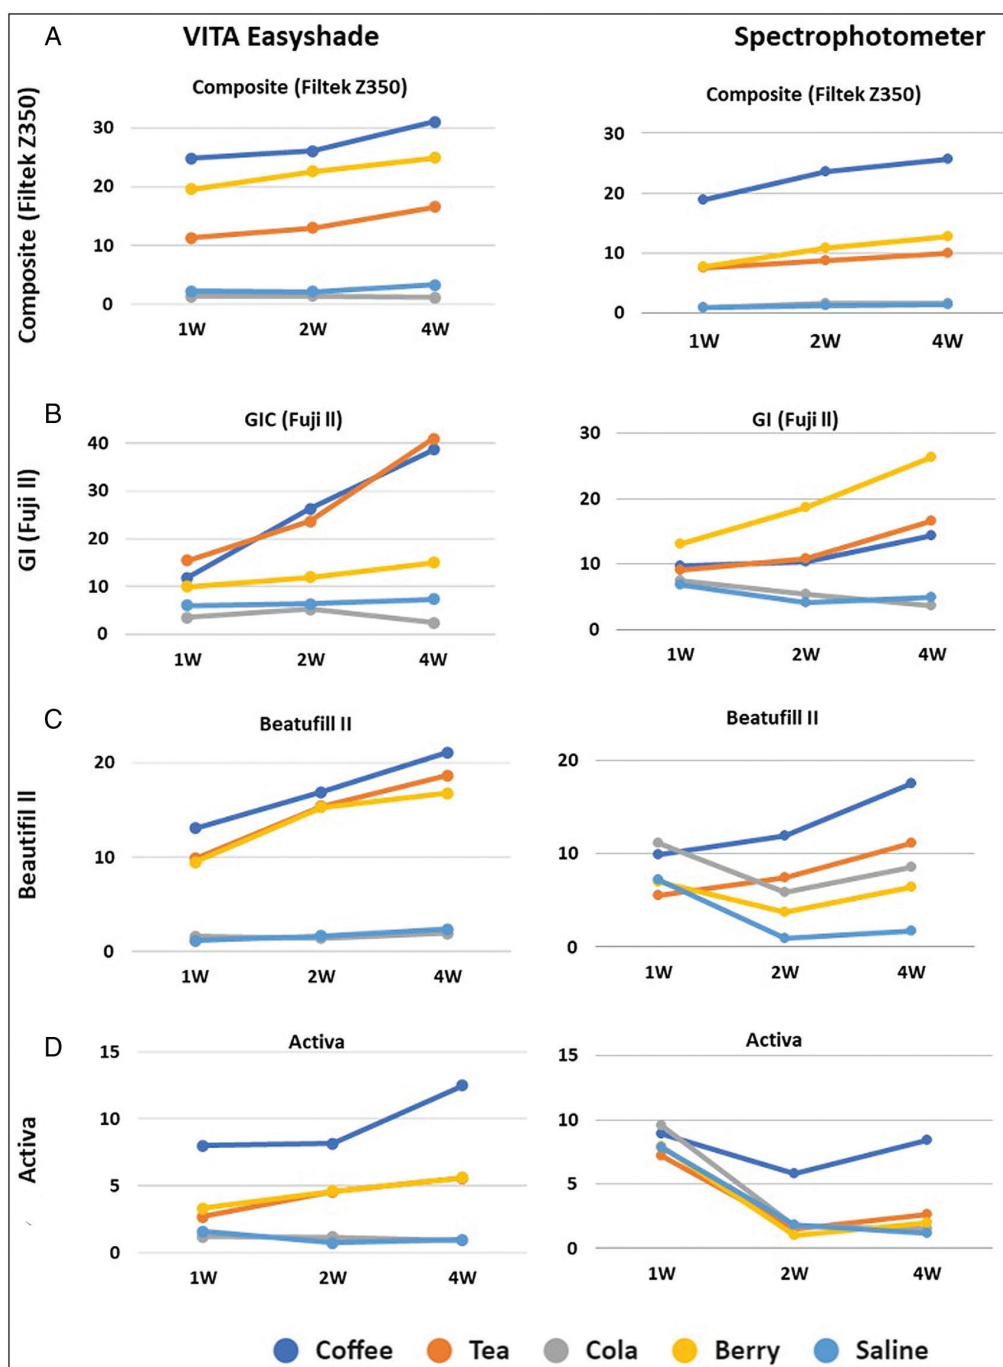 A
VITA Easyshade
Spectrophotometer
Composite (Filtek Z350)
Composite (Filtek Z350)
30
20
10
0
1W 2W 4W
Composite (Filtek Z350)
30
20
10
0
1W 2W 4W
B
GI (Fuji II)
GIC (Fuji ll)
40
30
20
10
0
1W 2W 4W
GI (Fuji ll)
30
20
10
0
1W 2W 4W
C
Beautifil II
Beatufill II
20
10
0
1W 2W 4W
Beatufill II
20
10
0
1W 2W 4W
D
Activa
Activa
15
10
5
0
1W 2W 4W
Activa
15
10
5
0
1W 2W 4W
Coffee Tea Cola Berry Saline